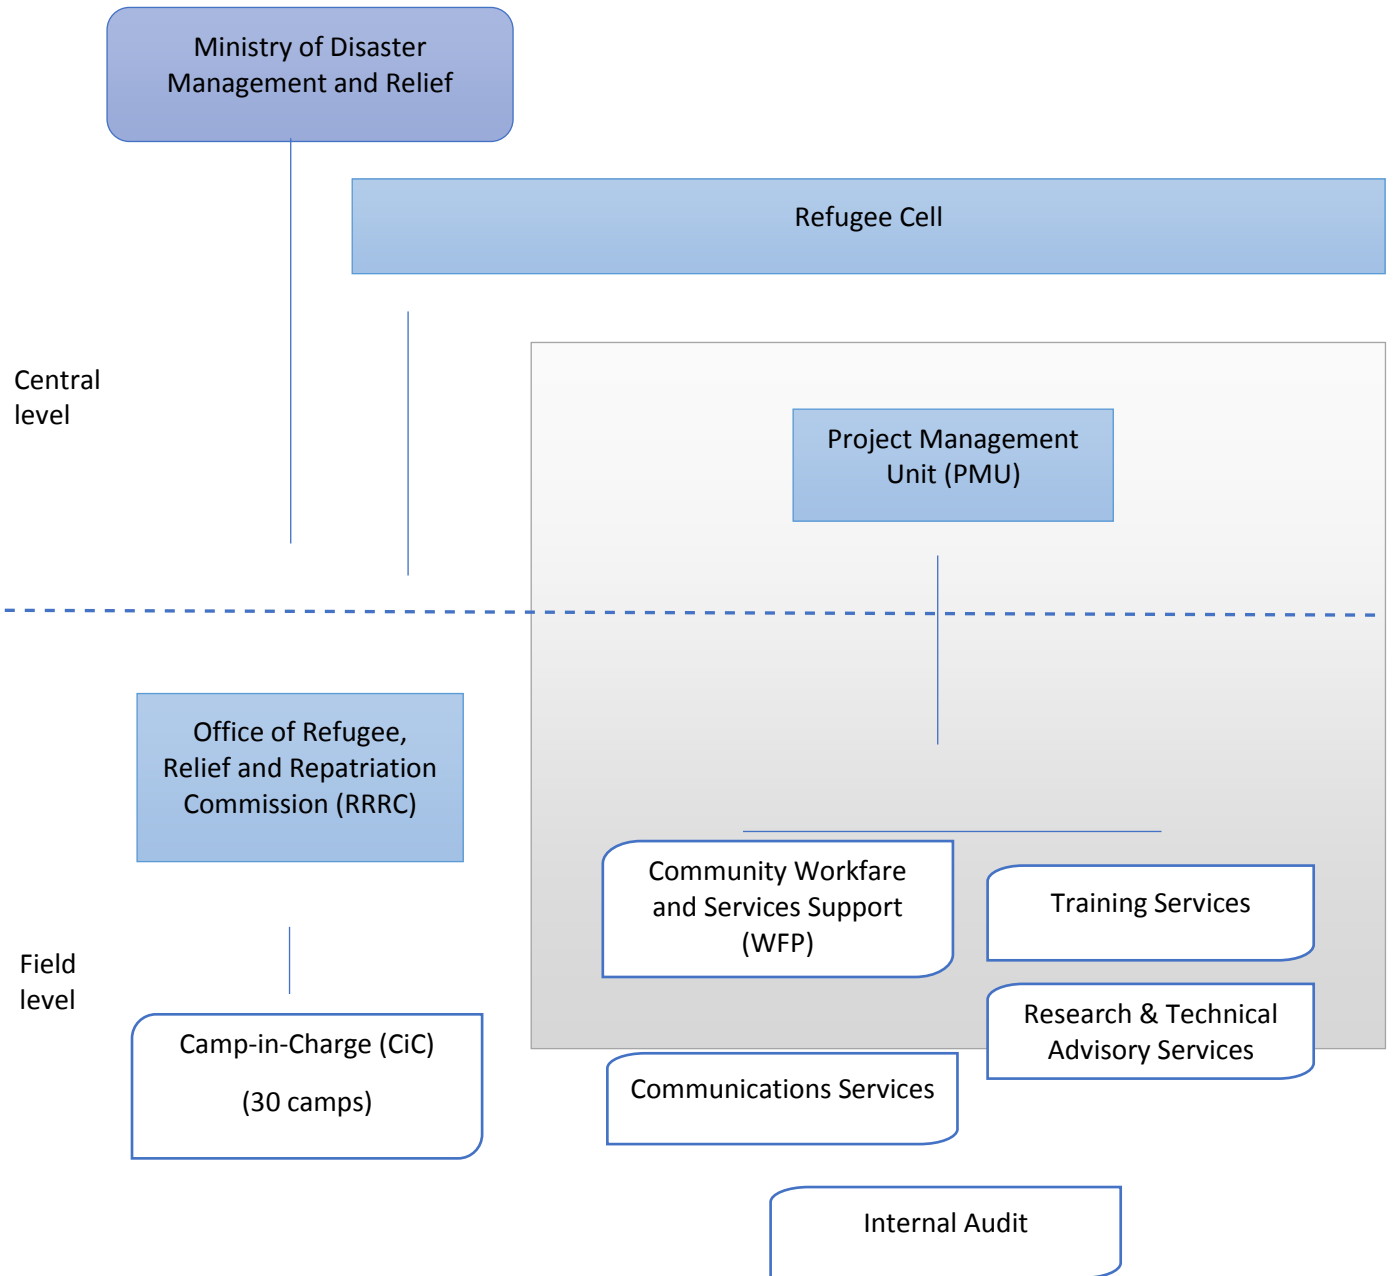 Ministry of Disaster
Management and Relief
Refugee Cell
Central
level
Project Management
Unit (PMU)
Office of Refugee,
Relief and Repatriation
Commission (RRRC)
Community Workfare
and Services Support
(WFP)
Training Services
Field
level
Research & Technical
Advisory Services
Camp-in-Charge (CiC)
(30 camps)
Communications Services
Internal Audit